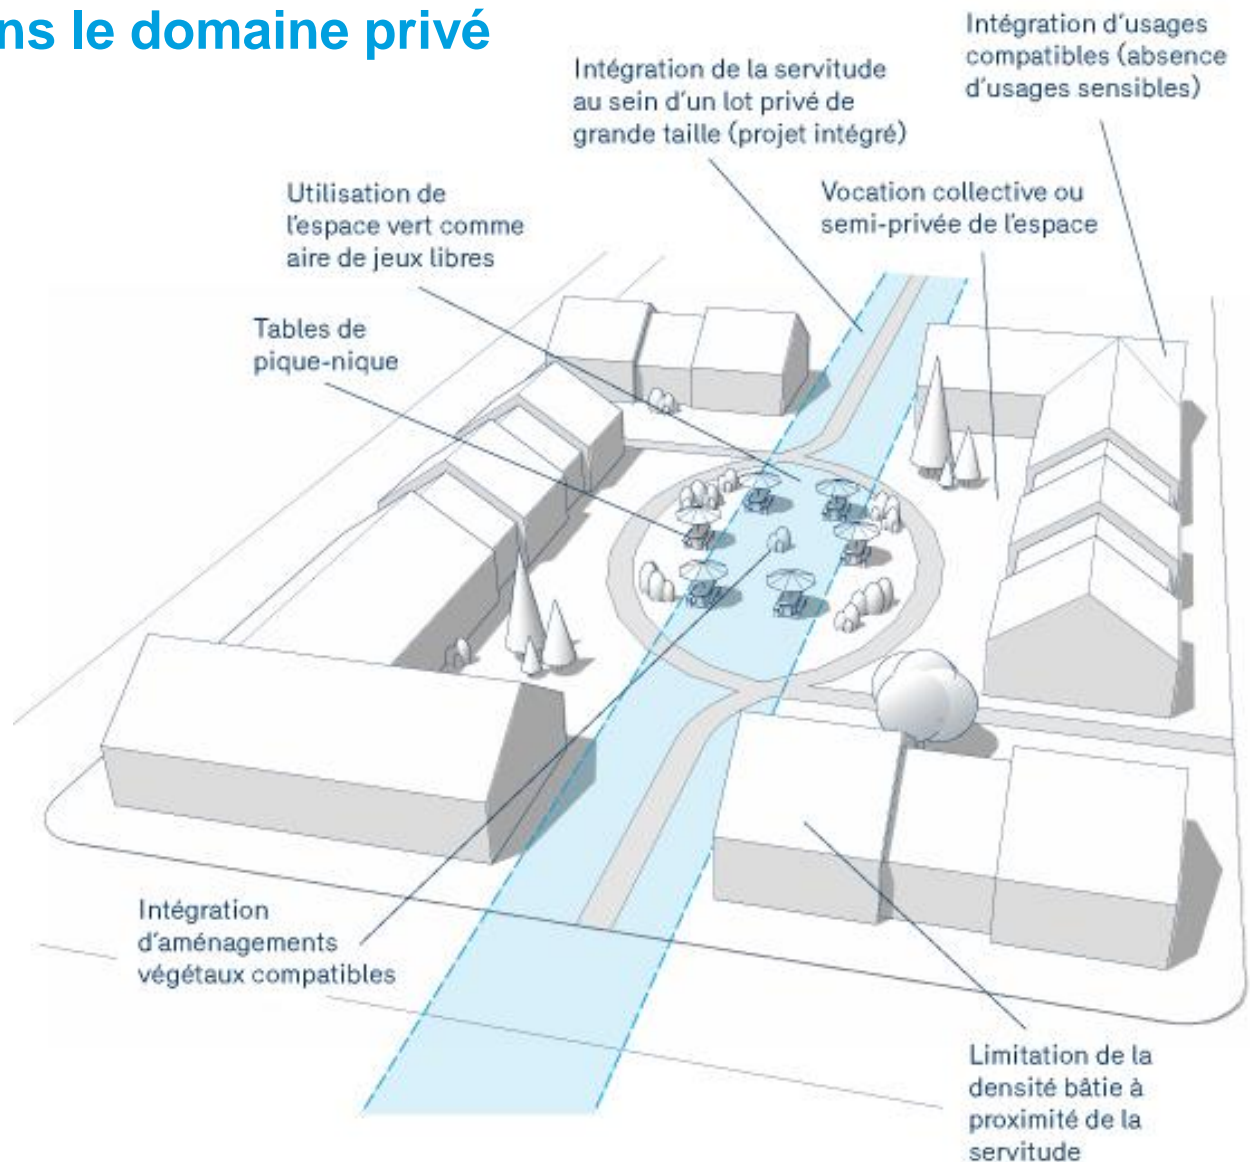 ns le domaine privé
Intégration d’usages
compatibles (absence
d’usages sensibles)
Intégration de la servitude
au sein d’un lot privé de
grande taille (projet intégré)
Vocation collective ou
semi-privée de l’espace
Utilisation de
l’espace vert comme
aire de jeux libres
Tables de
pique-nique
Intégration
d’aménagements
végétaux compatibles
Limitation de la
densité bâtie à
proximité de la
servitude